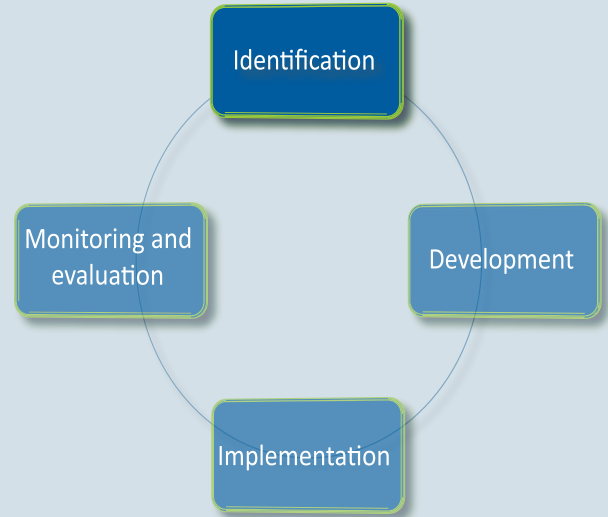 Identification
Development
Implementation
Monitoring and
evaluation